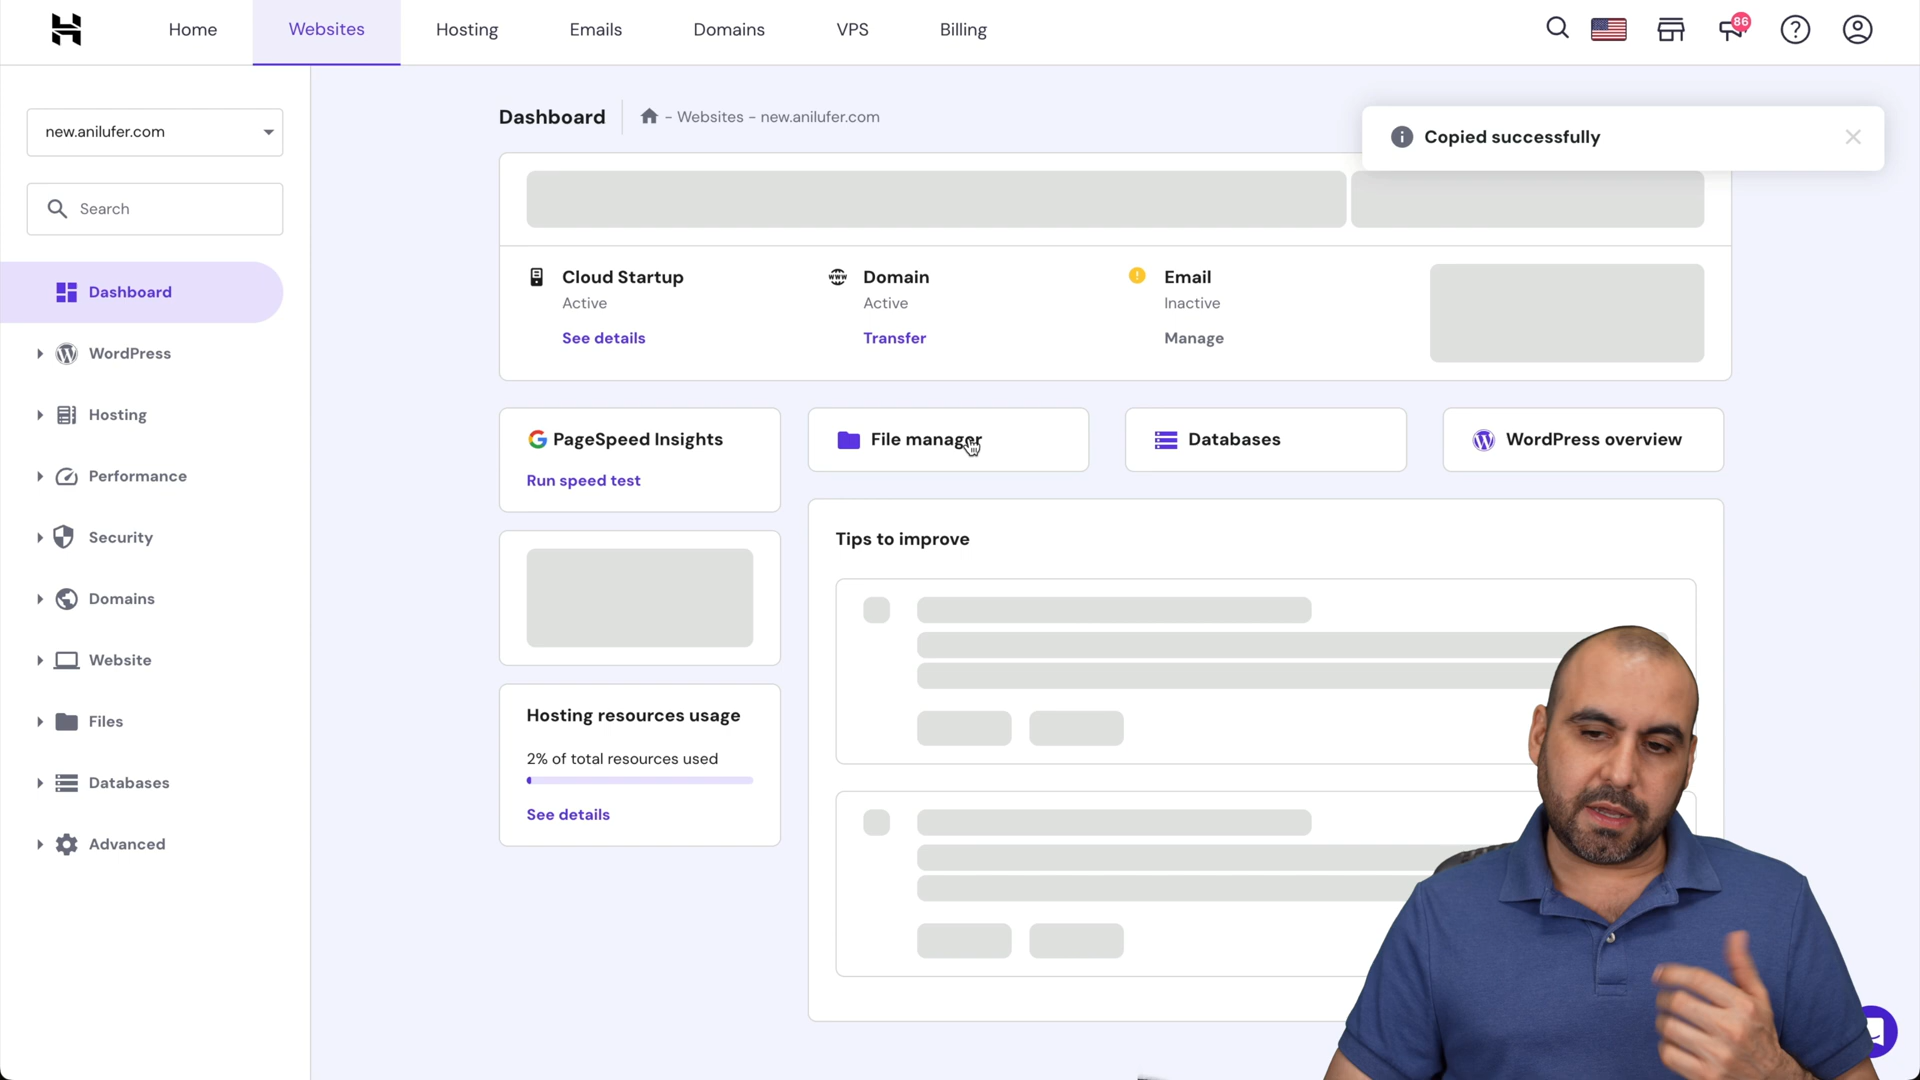 Home
Websites
Hosting
Emails
Domains
VPS
Billing
86
new.anilufer.com
Search
Dashboard
WordPress
Hosting
Performance
Security
Domains
Website
Files
Databases
Advanced
Dashboard
- Websites - new.anilufer.com
Copied successfully
Cloud Startup
Active
See details
www
Domain
Active
Transfer
Email
Inactive
Manage
PageSpeed Insights
Run speed test
File manager
Databases
WordPress overview
Tips to improve
Hosting resources usage
2% of total resources used
See details